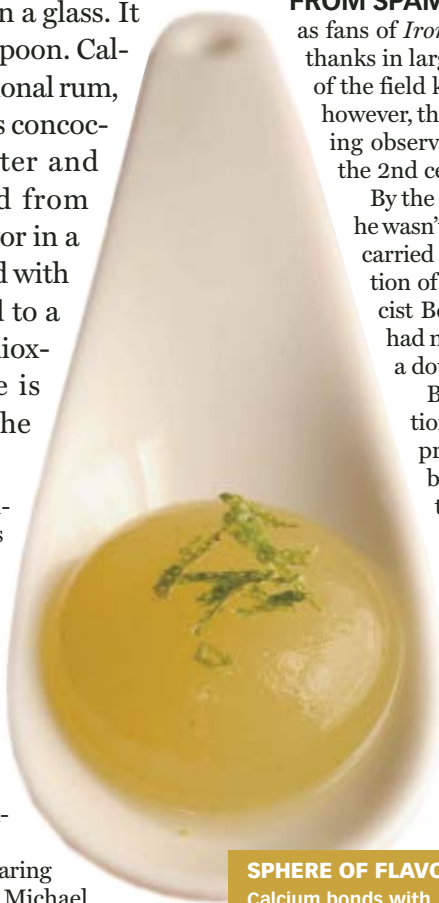 n a glass. It
poon. Cal-
ional rum,
s concoc-
ter and
d from
or in a
d with
to a
iox-
e is
he
-
s
-
aring
Michael
FROM SPAM
as fans of Iron
thanks in larg
of the field k
however, th
ing observ
the 2nd ce
By the
he wasn't
carried
tion of
cist Be
had n
a dou
B
tion
pr
b
t
SPHERE OF FLAVO
Calcium bonds with